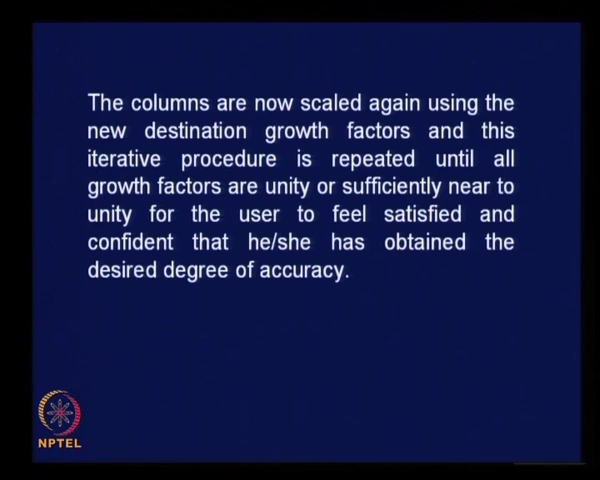 The columns are now scaled again using the
new destination growth factors and this
iterative procedure is repeated until all
growth factors are unity or sufficiently near to
unity for the user to feel satisfied and
confident that he/she has obtained the
desired degree of accuracy.
NPTEL